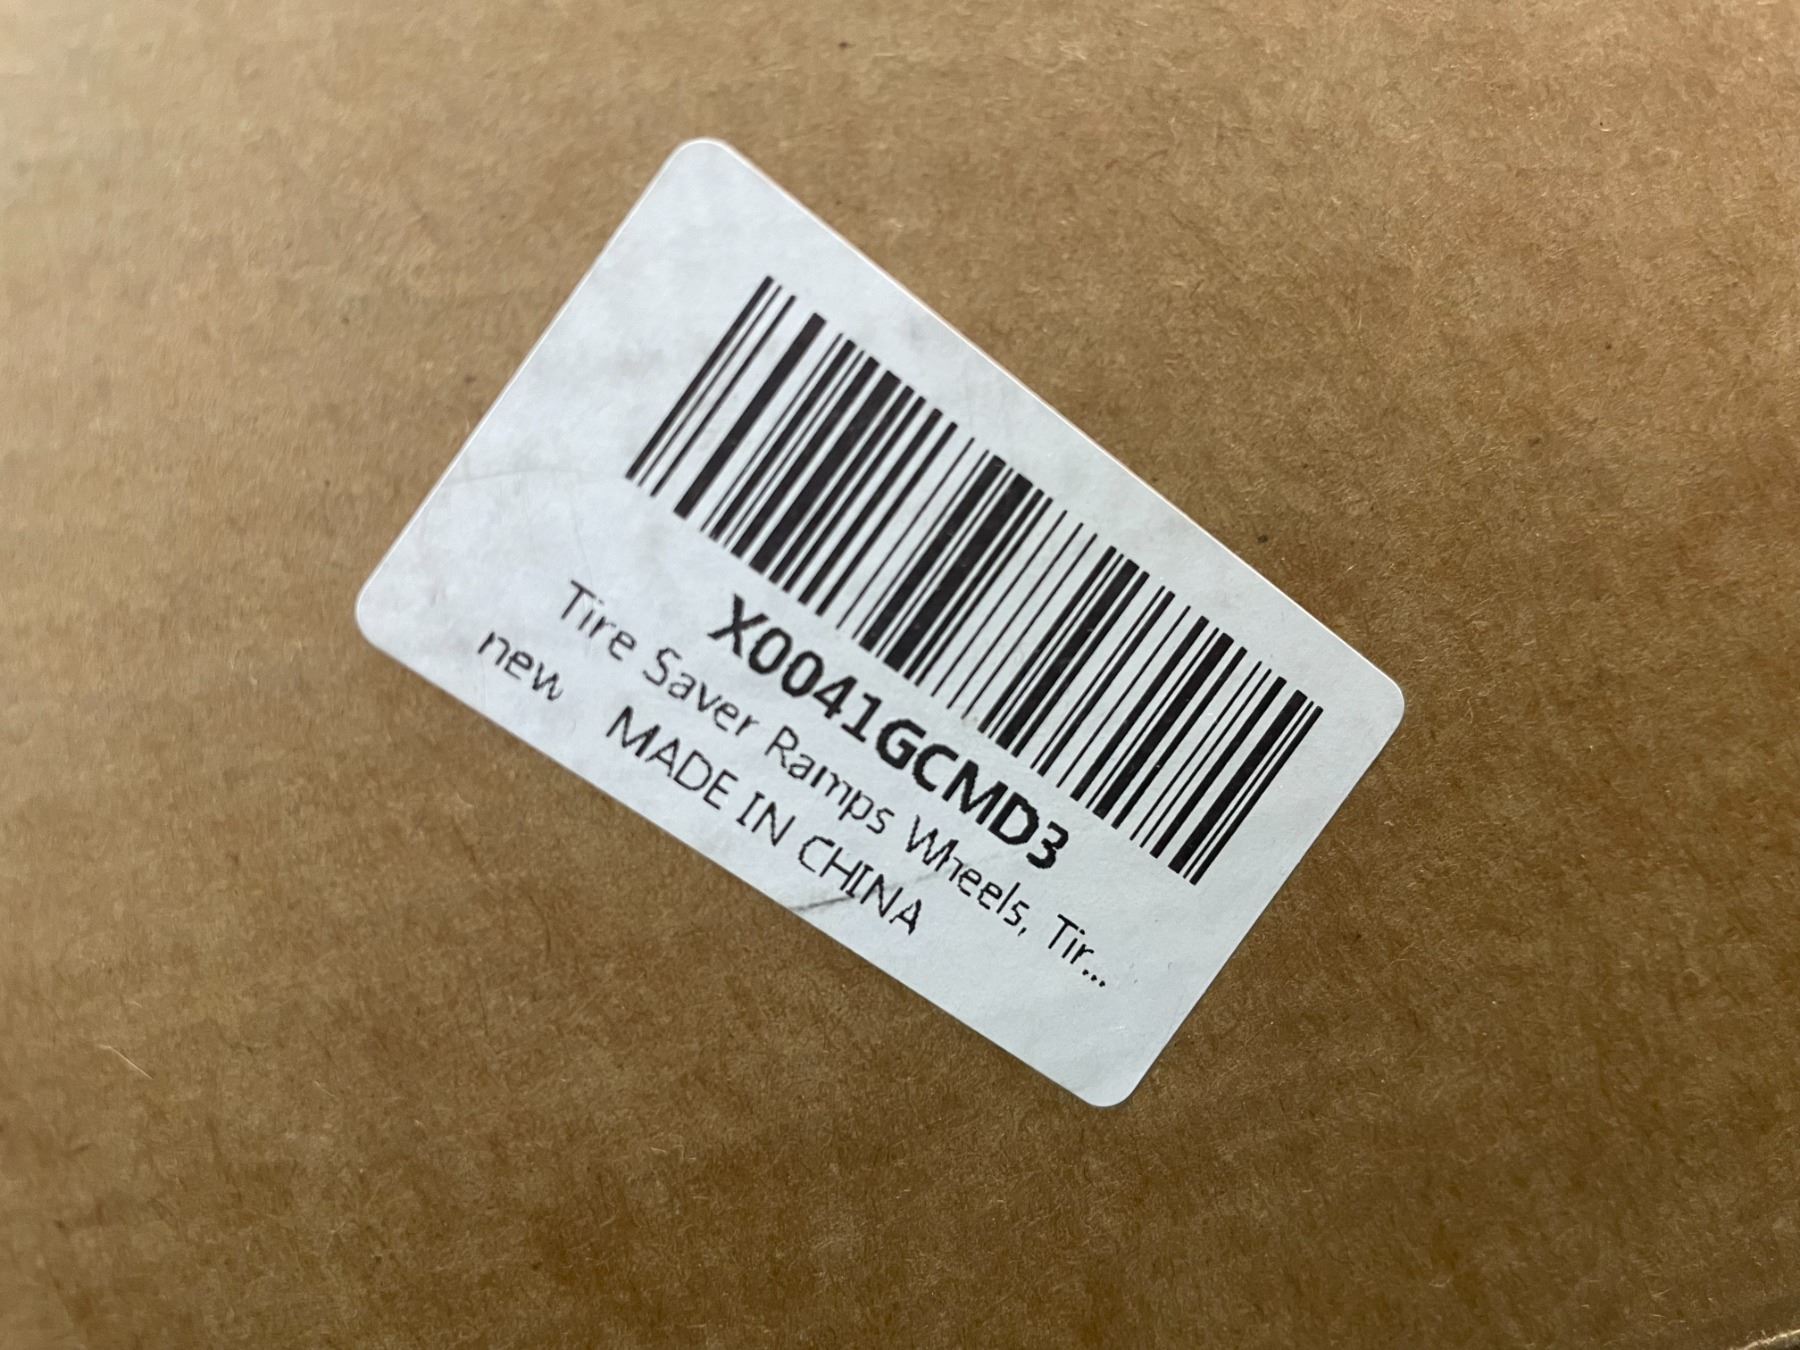 X0041GCMD3
Tire Saver Ramps Wheels, Tir...
new MADE IN CHINA